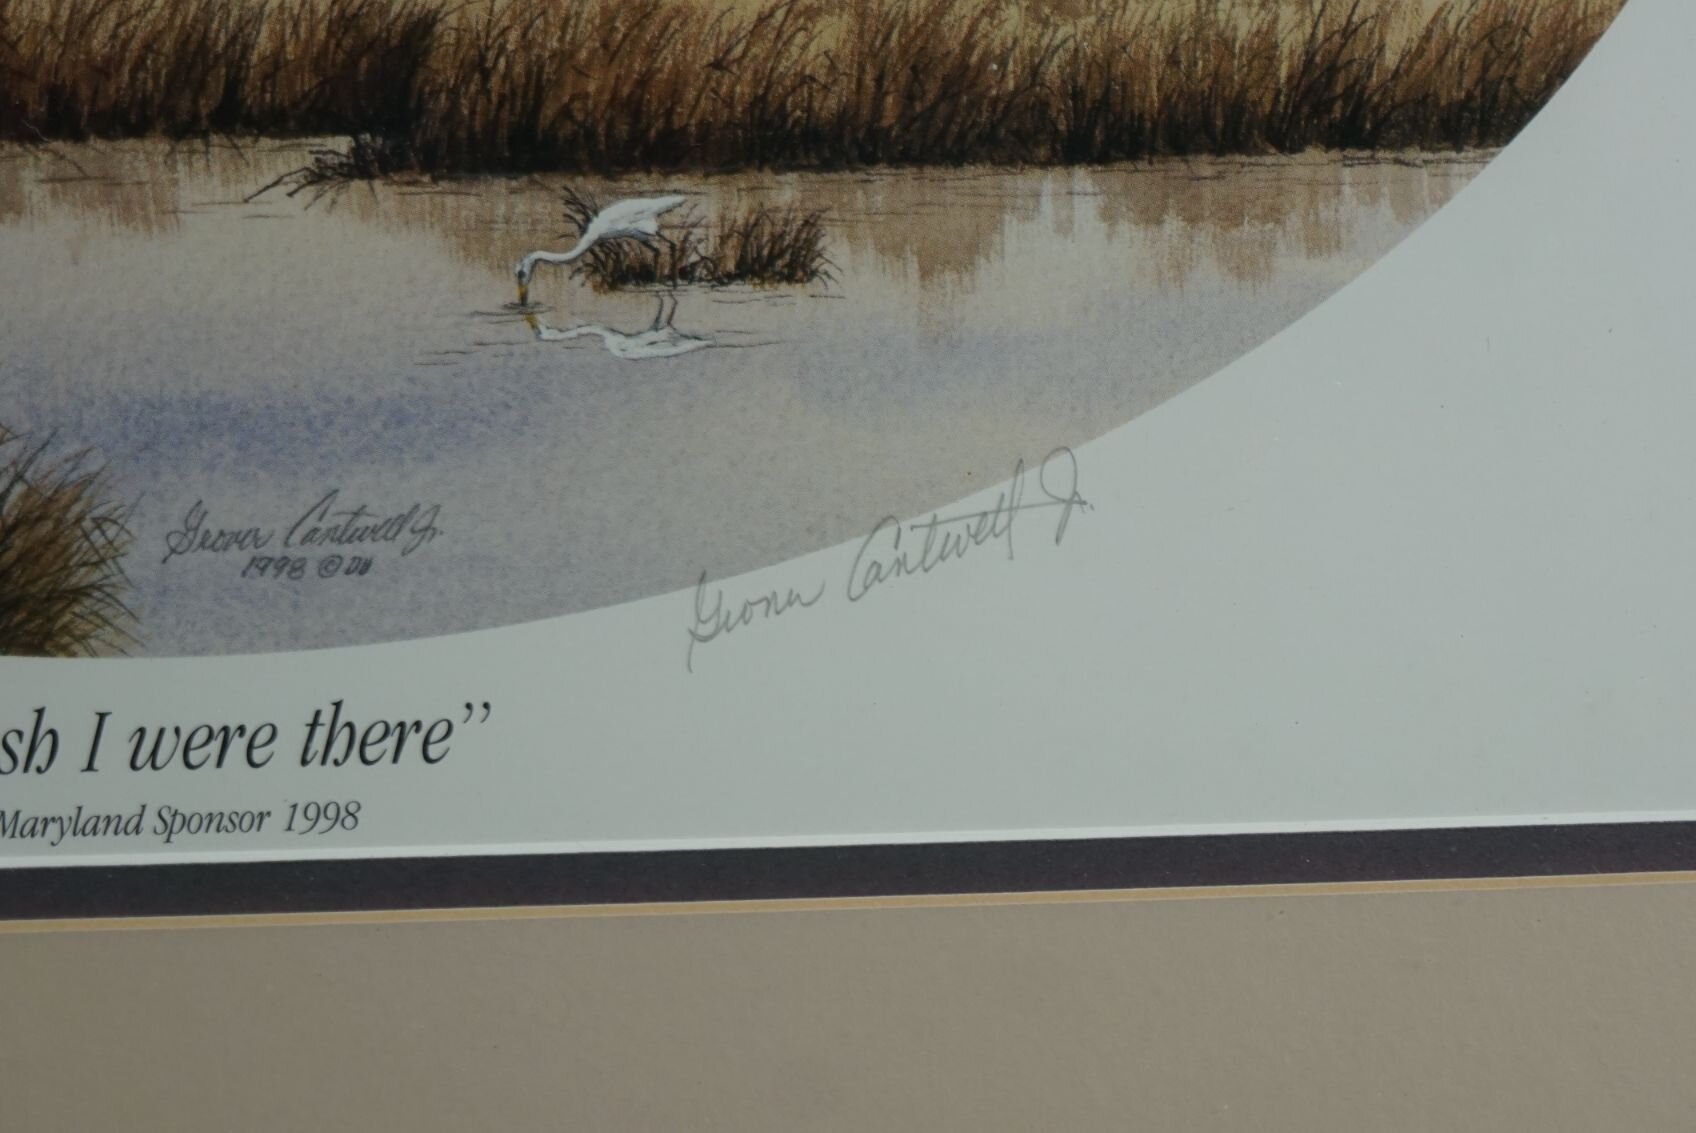 Grover Cantwell Jr.
1998 © DU
Grover Cantwell Jr.
sh I were there”
Maryland Sponsor 1998